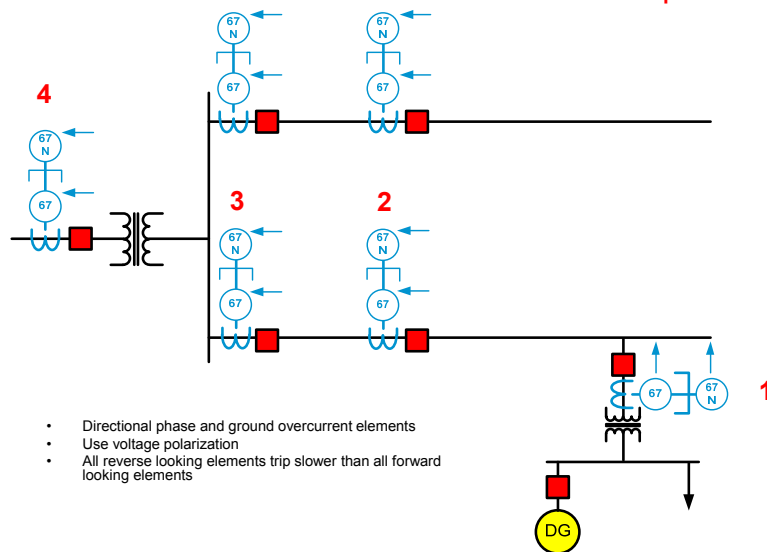 67
N
67
N
67
67
4
67
N
67
3
67
N
67
2
67
N
67
67
67
N
1
• Directional phase and ground overcurrent elements
• Use voltage polarization
• All reverse looking elements trip slower than all forward
looking elements
DG